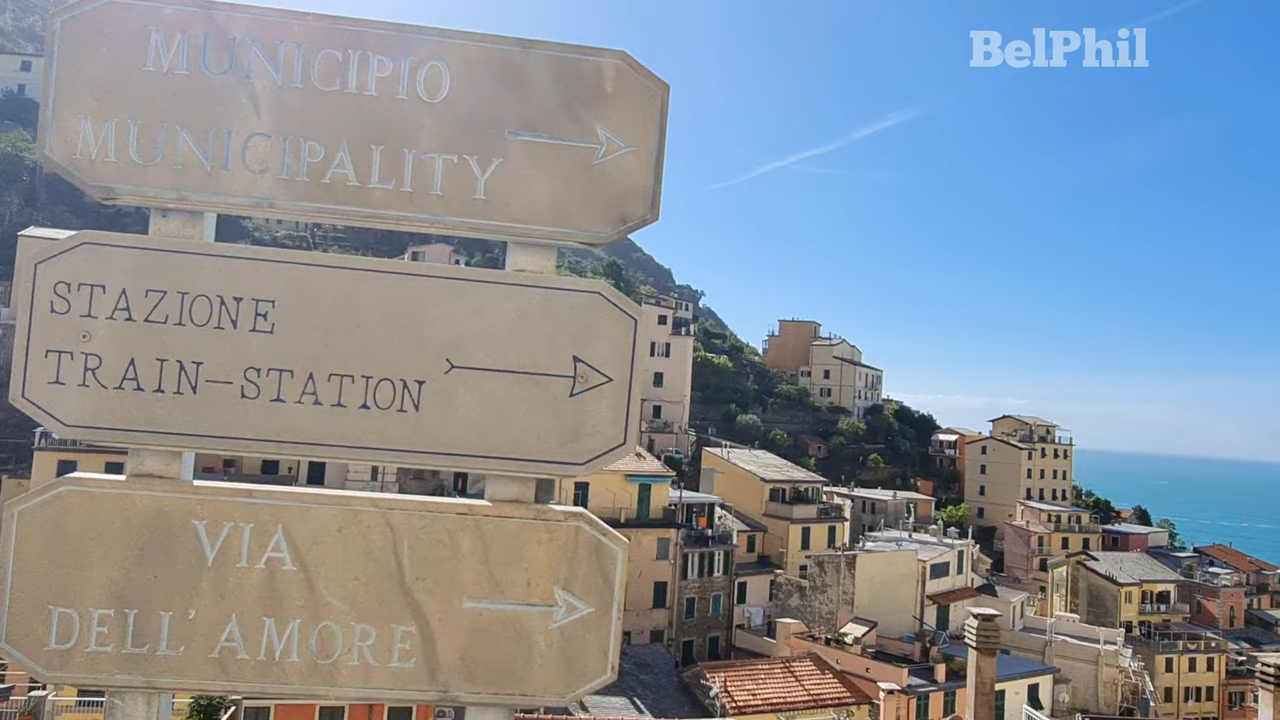 BelPhil
MUNICIPIO
MUNICIPALITY
STAZIONE
TRAIN-STATION
VIA
DELL' AMORE